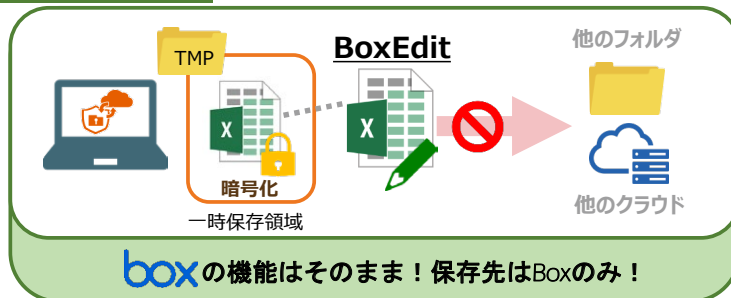 TMP
BoxEdit
他のフォルダ
X
X
暗号化
一時保存領域
他のクラウド
boxの機能はそのまま！保存先はBoxのみ！